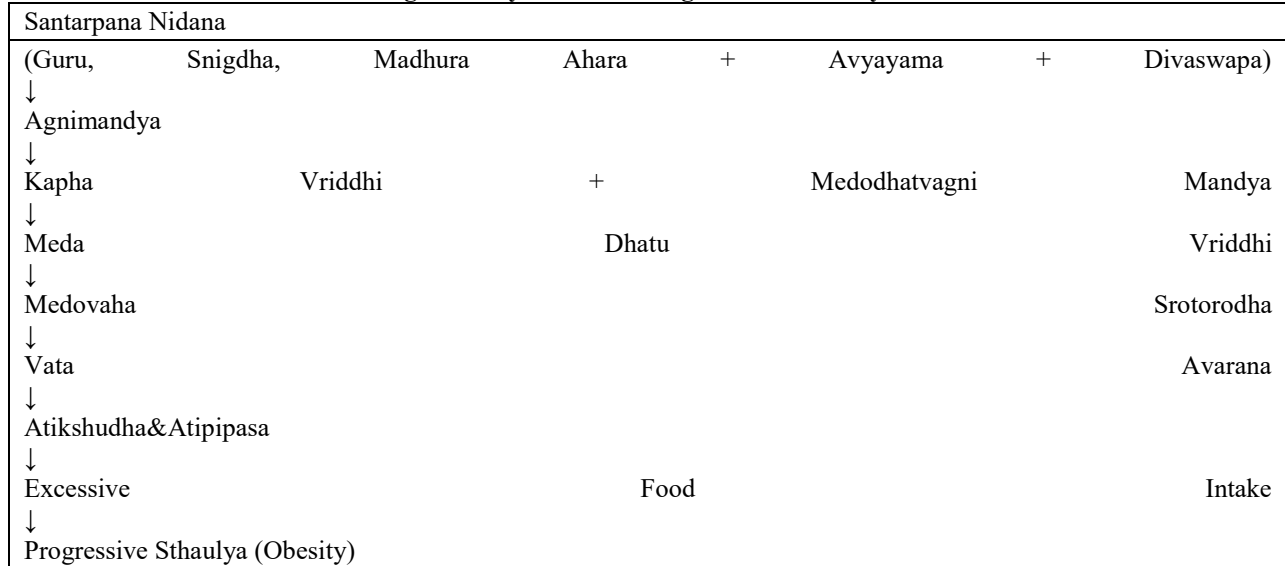 Santarpana Nidana
(Guru, Snigdha, Madhura Ahara + Avyayama + Divaswapa)
↓
Agnimandya
↓
Kapha Vriddhi + Medodhatvagni Mandya
↓
Meda Dhatu Vriddhi
↓
Medovaha Srotorodha
↓
Vata Avarana
↓
Atikshudha&Atipipasa
↓
Excessive Food Intake
↓
Progressive Sthaulya (Obesity)